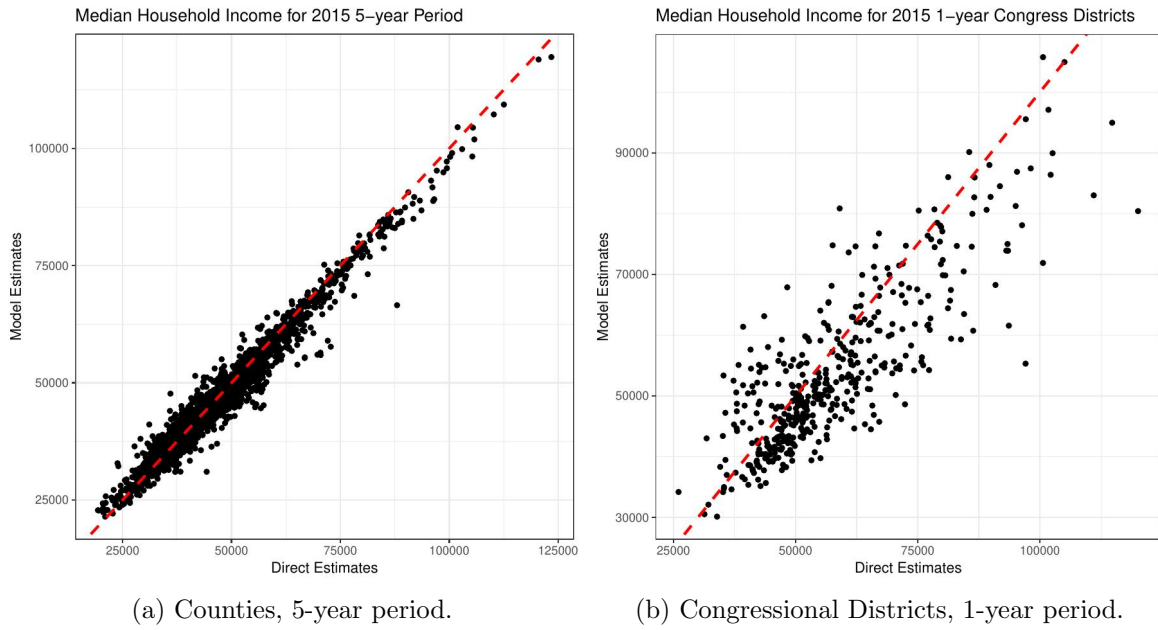 Median Household Income for 2015 5−year Period
Model Estimates
100000
75000
50000
25000
25000 50000 75000 100000 125000
Direct Estimates
(a) Counties, 5-year period.
Median Household Income for 2015 1−year Congress Districts
Model Estimates
90000
70000
50000
30000
25000 50000 75000 100000
Direct Estimates
(b) Congressional Districts, 1-year period.